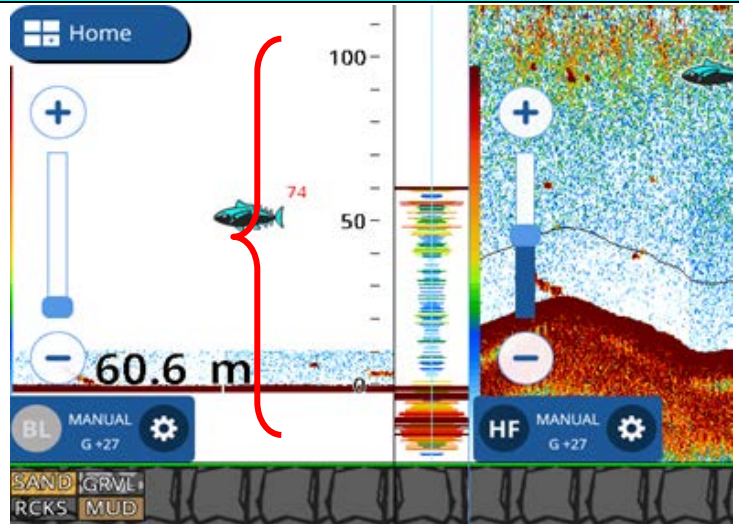 Home
100
74
50
60.6 m
0
BL MANUAL
G +27
HF MANUAL
G +27
SAND GRVL
RCKS MUD